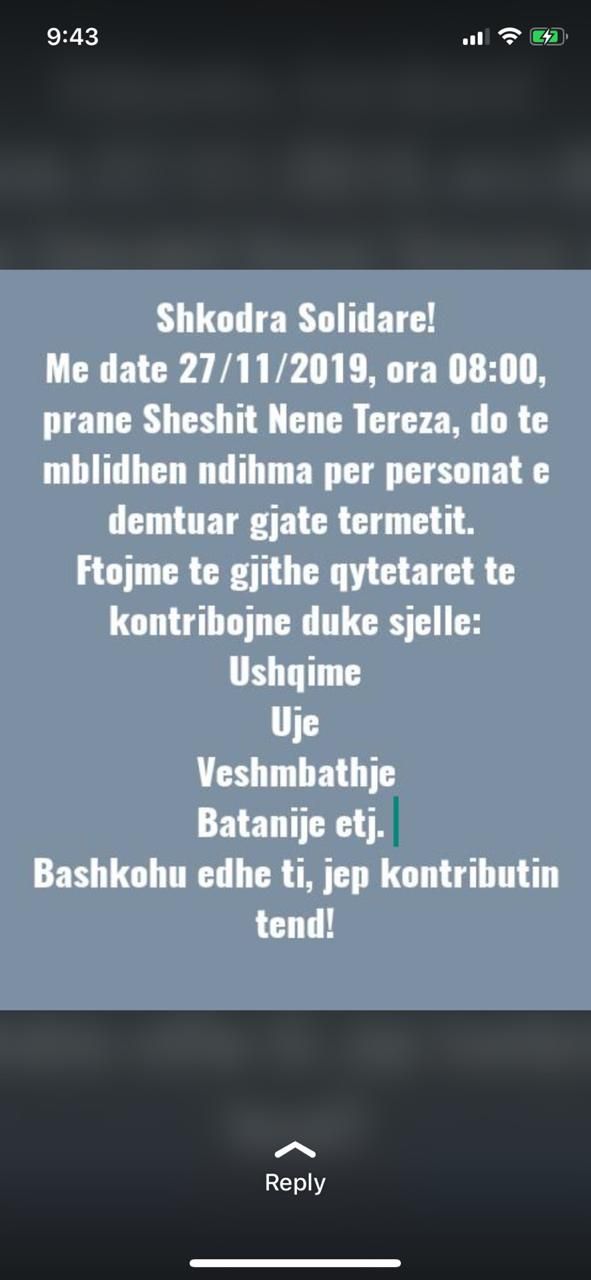 9:43
Shkodra Solidare!
Me date 27/11/2019, ora 08:00,
prane Sheshit Nene Tereza, do te
mblidhen ndihma per personat e
demtuar gjate termetit.
Ftojme te gjithe qytetaret te
kontribojne duke sjelle:
Ushqime
Uje
Veshmbathje
Batanije etj.
Bashkohu edhe ti, jep kontributin
tend!
Reply